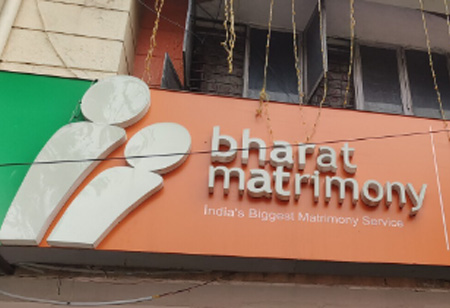 bharat
matrimony
India's Biggest Matrimony Service